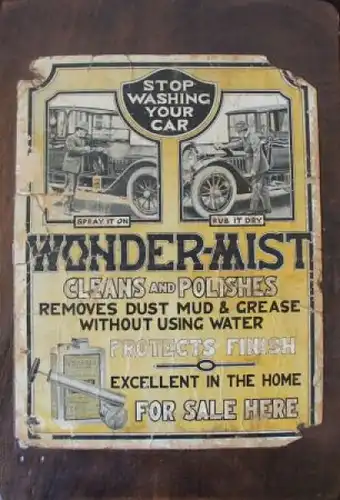 STOP
WASHING
YOUR
CAR
SPRAY IT ON
RUB IT DRY
WONDER-MIST
CLEANS AND POLISHES
REMOVES DUST MUD & GREASE
WITHOUT USING WATER
PROTECTS FINISH
EXCELLENT IN THE HOME
FOR SALE HERE